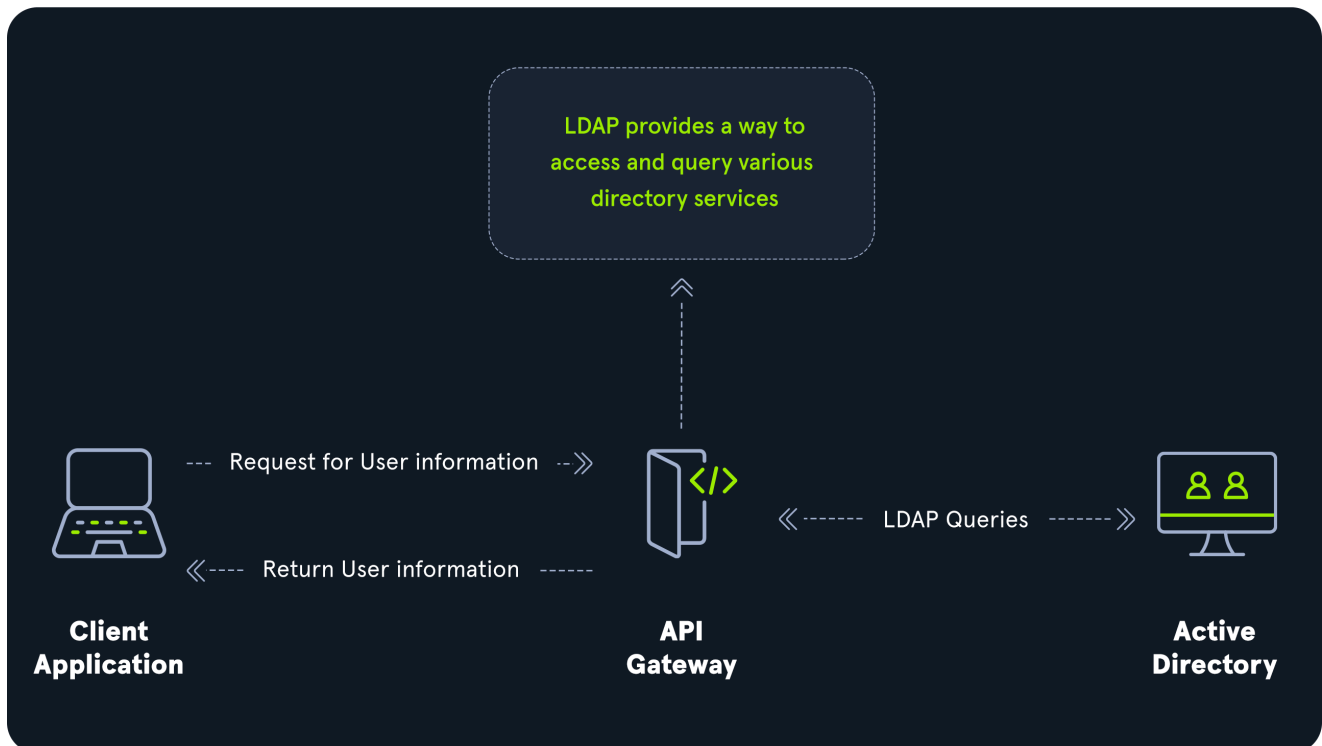 LDAP provides a way to
access and query various
directory services
Request for User information
</>
LDAP Queries
Return User information
Client
Application
API
Gateway
Active
Directory